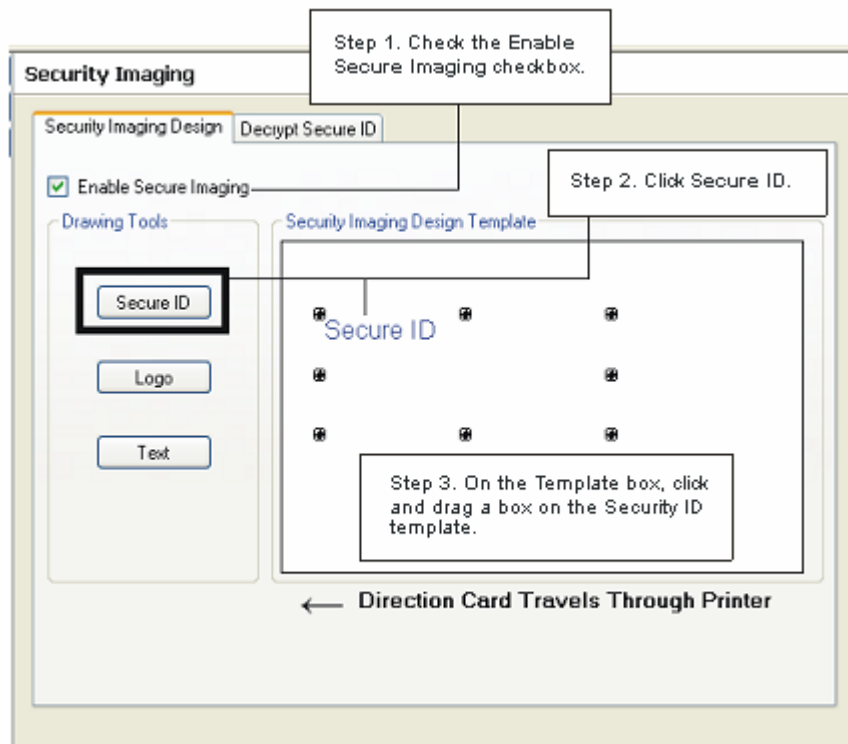 Step 1. Check the Enable
Secure Imaging checkbox.
Security Imaging
Security Imaging Design
Decrypt Secure ID
Enable Secure Imaging
Step 2. Click Secure ID.
Drawing Tools
Security Imaging Design Template
Secure ID
Secure ID
Logo
Text
Step 3. On the Template box, click
and drag a box on the Security ID
template.
← Direction Card Travels Through Printer